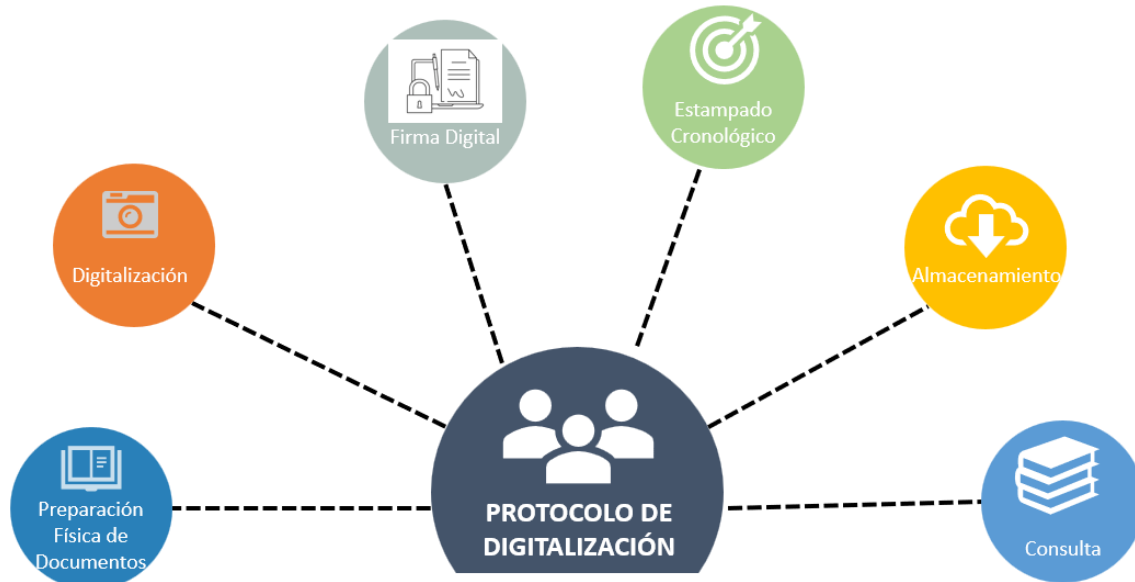 Firma Digital
Estampado
Cronológico
Digitalización
Almacenamiento
Preparación
Física de
Documentos
PROTOCOLO DE
DIGITALIZACIÓN
Consulta